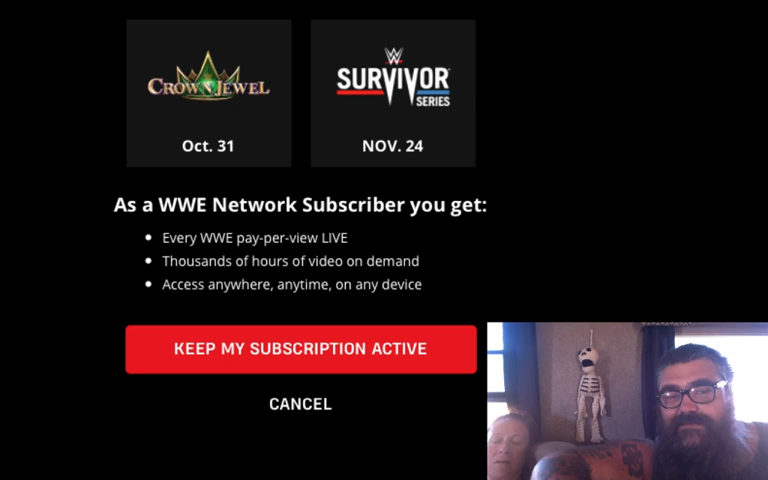 CROWN JEWEL
Oct. 31
W
SURVIVOR
SERIES
NOV. 24
As a WWE Network Subscriber you get:
Every WWE pay-per-view LIVE
Thousands of hours of video on demand
Access anywhere, anytime, on any device
KEEP MY SUBSCRIPTION ACTIVE
CANCEL